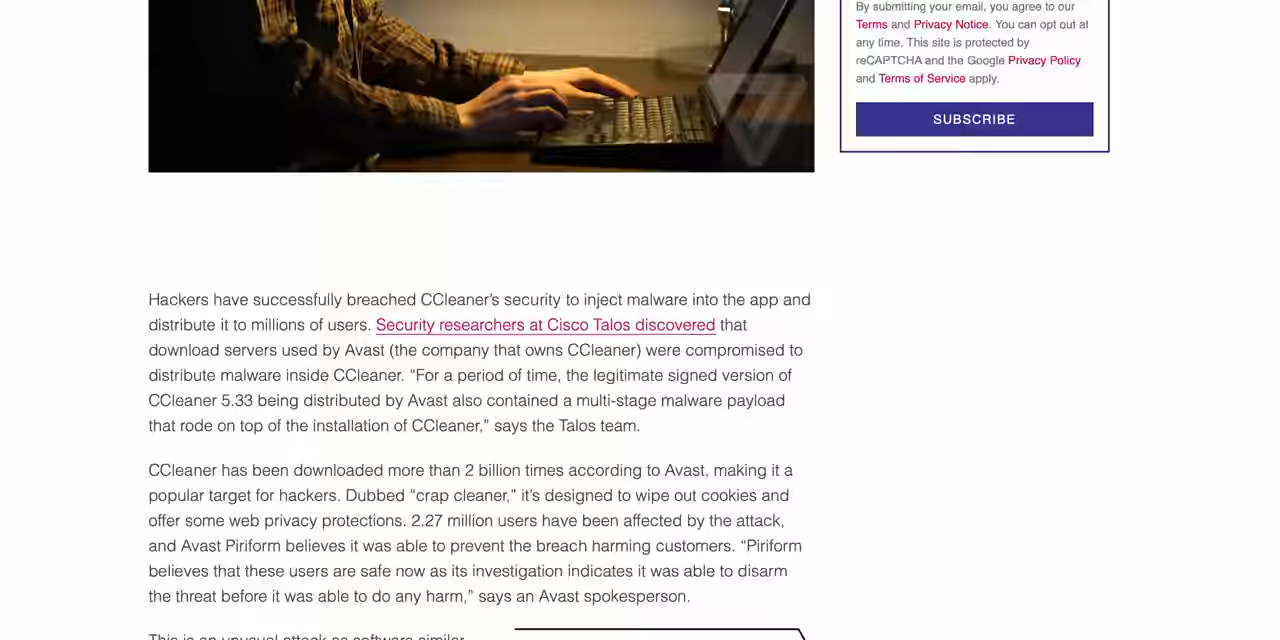 By submitting your email, you agree to our
Terms and Privacy Notice. You can opt out at
any time. This site is protected by
reCAPTCHA and the Google Privacy Policy
and Terms of Service apply.
SUBSCRIBE
Hackers have successfully breached CCleaner’s security to inject malware into the app and
distribute it to millions of users. Security researchers at Cisco Talos discovered that
download servers used by Avast (the company that owns CCleaner) were compromised to
distribute malware inside CCleaner. “For a period of time, the legitimate signed version of
CCleaner 5.33 being distributed by Avast also contained a multi-stage malware payload
that rode on top of the installation of CCleaner,” says the Talos team.
CCleaner has been downloaded more than 2 billion times according to Avast, making it a
popular target for hackers. Dubbed “crap cleaner,” it’s designed to wipe out cookies and
offer some web privacy protections. 2.27 million users have been affected by the attack,
and Avast Piriform believes it was able to prevent the breach harming customers. “Piriform
believes that these users are safe now as its investigation indicates it was able to disarm
the threat before it was able to do any harm,” says an Avast spokesperson.
This is an unusual attack as software similar